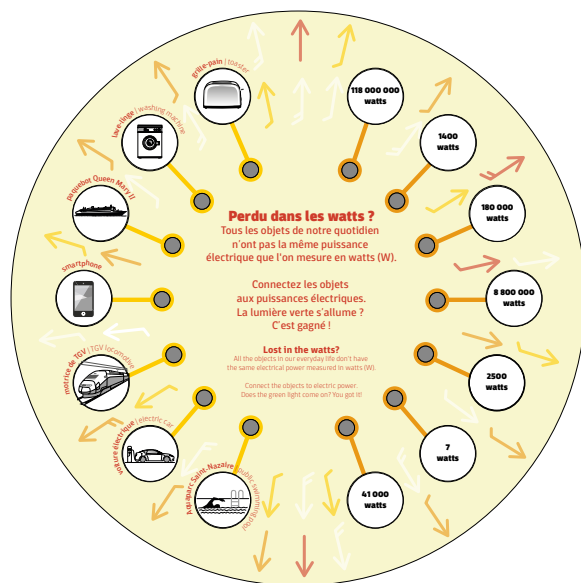 grille-pain | toaster
lave-linge | washing machine
paquebot Queen Mary II
smartphone
motrice de TGV | TGV locomotive
voiture électrique | electric car
Aquaparc Saint-Nazaire | public swimming pool
118 000 000
watts
1400
watts
180 000
watts
8 800 000
watts
2500
watts
7
watts
41 000
watts
Perdu dans les watts ?
Tous les objets de notre quotidien
n'ont pas la même puissance
électrique que l'on mesure en watts (W).
Connectez les objets
aux puissances électriques.
La lumière verte s'allume ?
C'est gagné !
Lost in the watts?
All the objects in our everyday life don't have
the same electrical power measured in watts (W).
Connect the objects to electric power.
Does the green light come on? You got it!